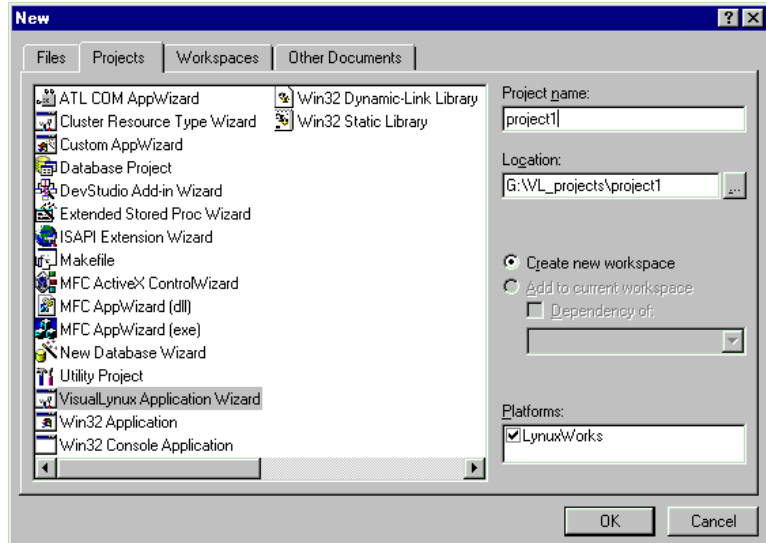 New
Files Projects Workspaces Other Documents
ATL COM AppWizard
Cluster Resource Type Wizard
Custom AppWizard
Database Project
DevStudio Add-in Wizard
Extended Stored Proc Wizard
ISAPI Extension Wizard
Makefile
MFC ActiveX ControlWizard
MFC AppWizard (dll)
MFC AppWizard (exe)
New Database Wizard
Utility Project
VisualLynux Application Wizard
Win32 Application
Win32 Console Application
Win32 Dynamic-Link Library
Win32 Static Library
Project name:
project1
Location:
G:\VL_projects\project1
...
Create new workspace
Add to current workspace
Dependency of:
Platforms:
LynuxWorks
OK Cancel